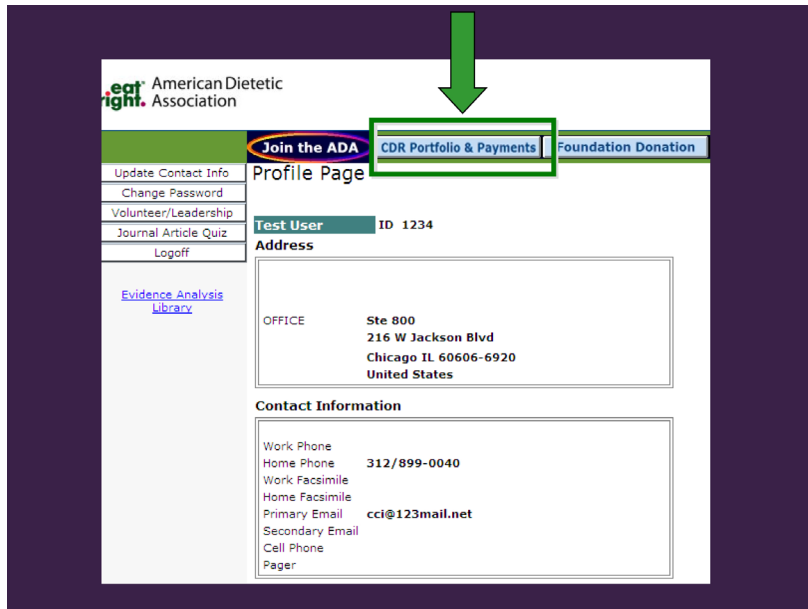 eat right. American Dietetic
Association
Join the ADA CDR Portfolio & Payments Foundation Donation
Update Contact Info
Change Password
Volunteer/Leadership
Journal Article Quiz
Logoff
Evidence Analysis
Library
Profile Page
Test User ID 1234
Address
OFFICE Ste 800
216 W Jackson Blvd
Chicago IL 60606-6920
United States
Contact Information
Work Phone
Home Phone 312/899-0040
Work Facsimile
Home Facsimile
Primary Email cci@123mail.net
Secondary Email
Cell Phone
Pager